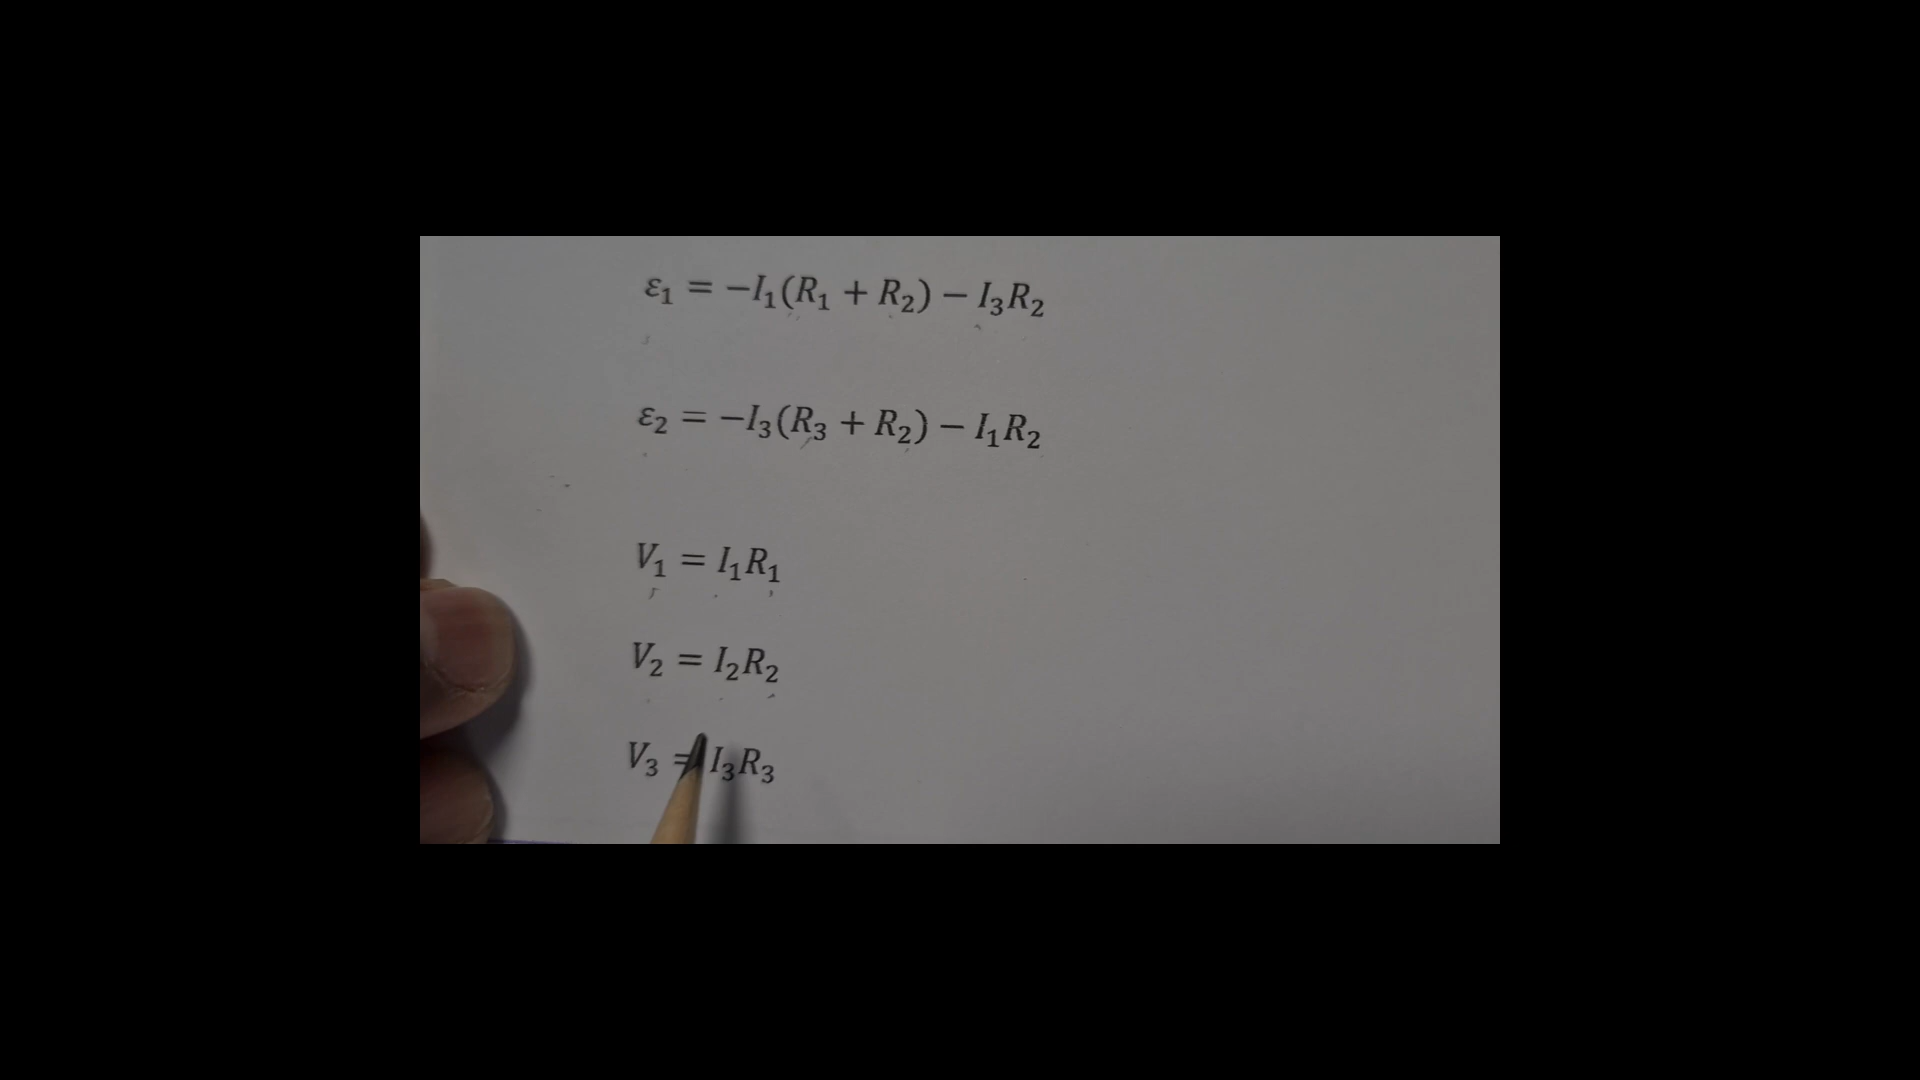 ε₁ = −I₁(R₁ + R₂) − I₃R₂
ε₂ = −I₃(R₃ + R₂) − I₁R₂
V₁ = I₁R₁
V₂ = I₂R₂
V₃ = I₃R₃